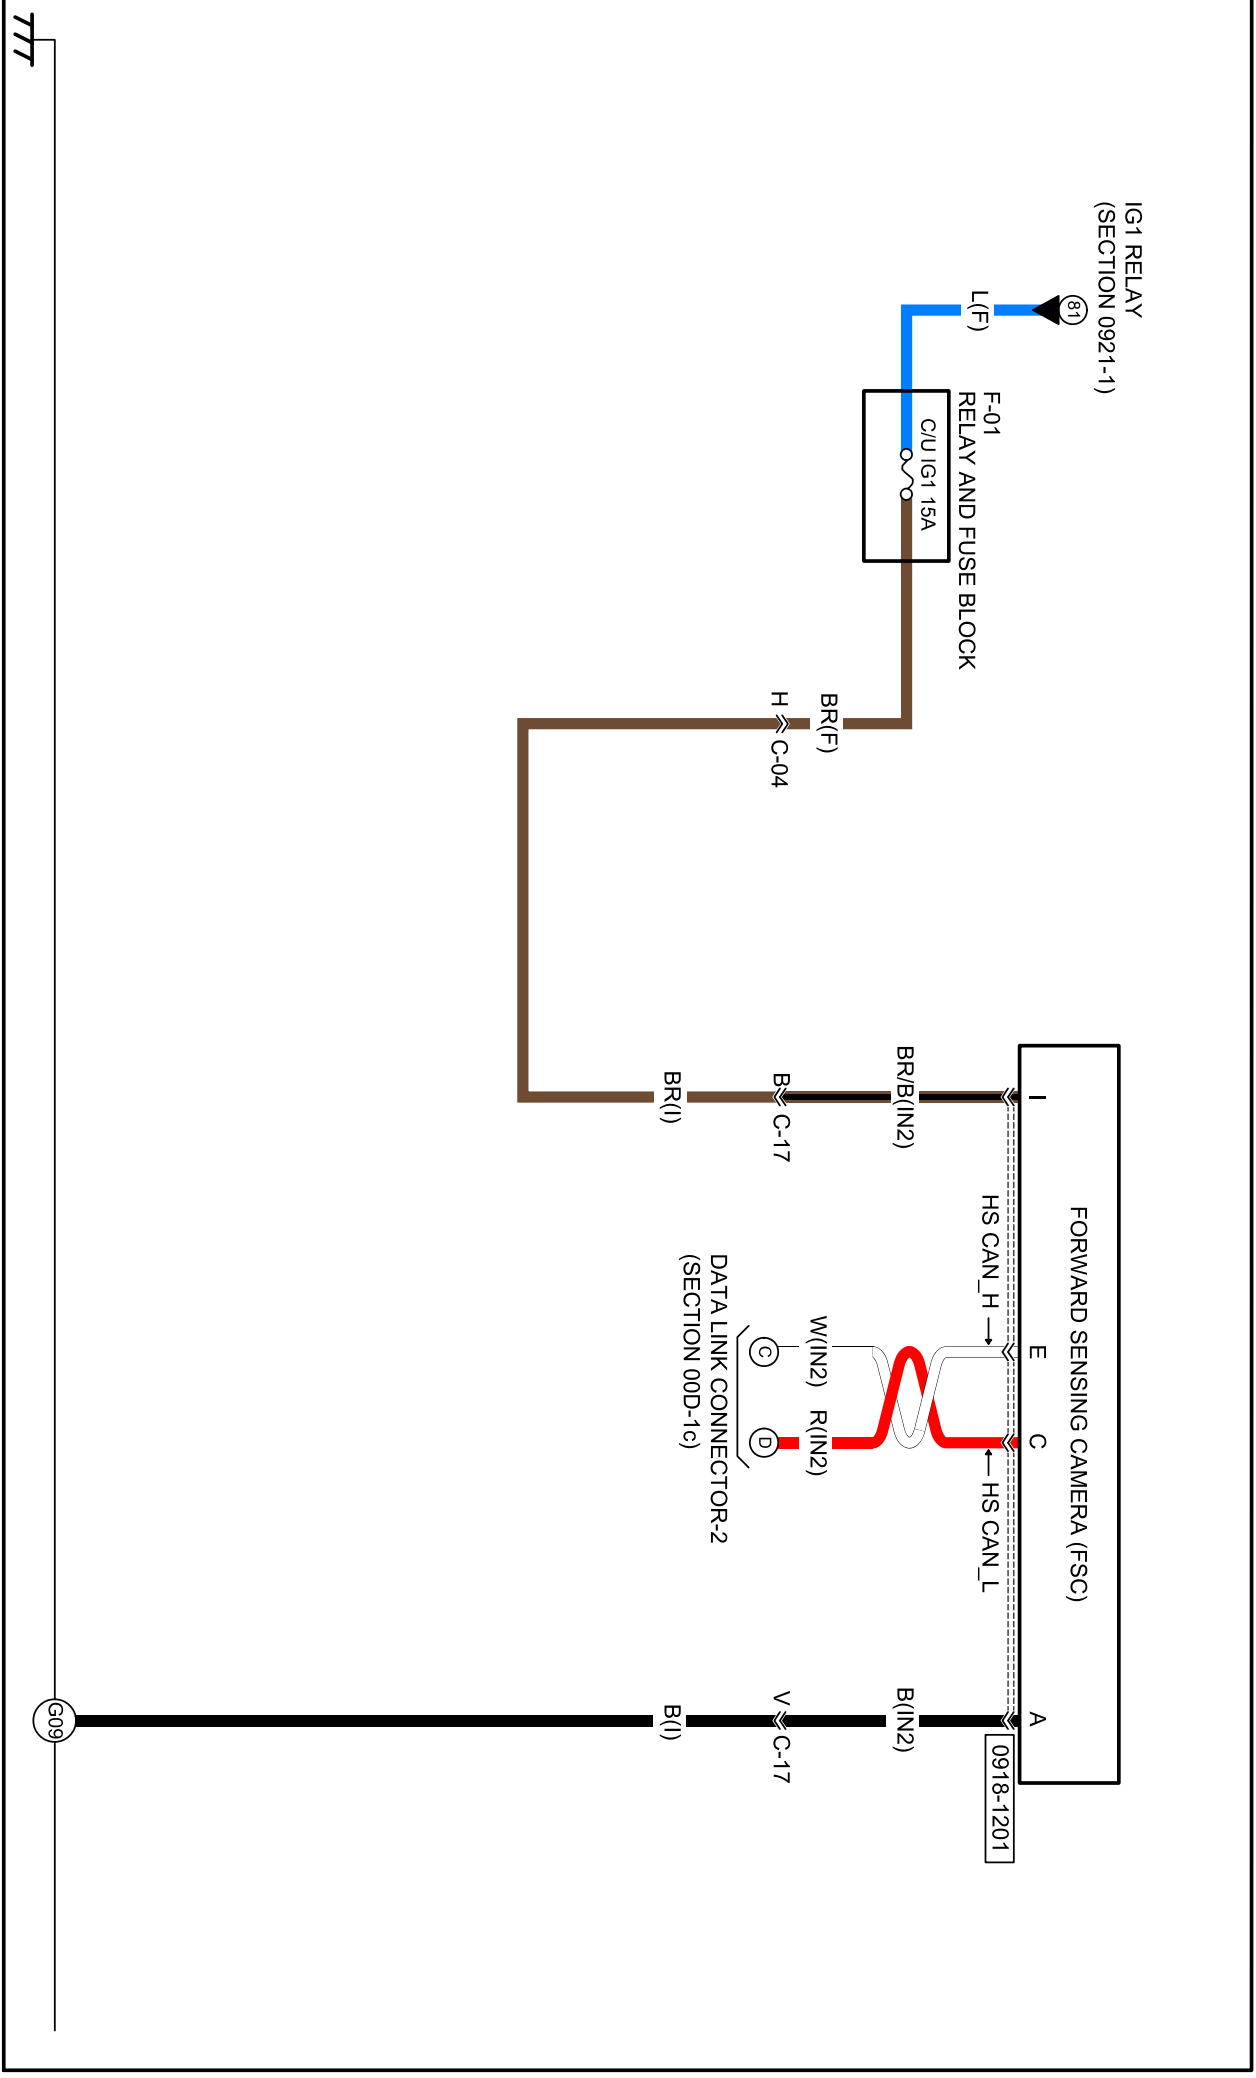 IG1 RELAY
(SECTION 0921-1)
81
L(F)
F-01
RELAY AND FUSE BLOCK
C/U IG1 15A
BR(F)
H
C-04
FORWARD SENSING CAMERA (FSC)
I
E
C
A
0918-1201
HS CAN_H
HS CAN_L
BR/B(IN2)
B
C-17
BR(I)
W(IN2)
R(IN2)
C
D
DATA LINK CONNECTOR-2
(SECTION 00D-1c)
B(IN2)
V
C-17
B(I)
G09